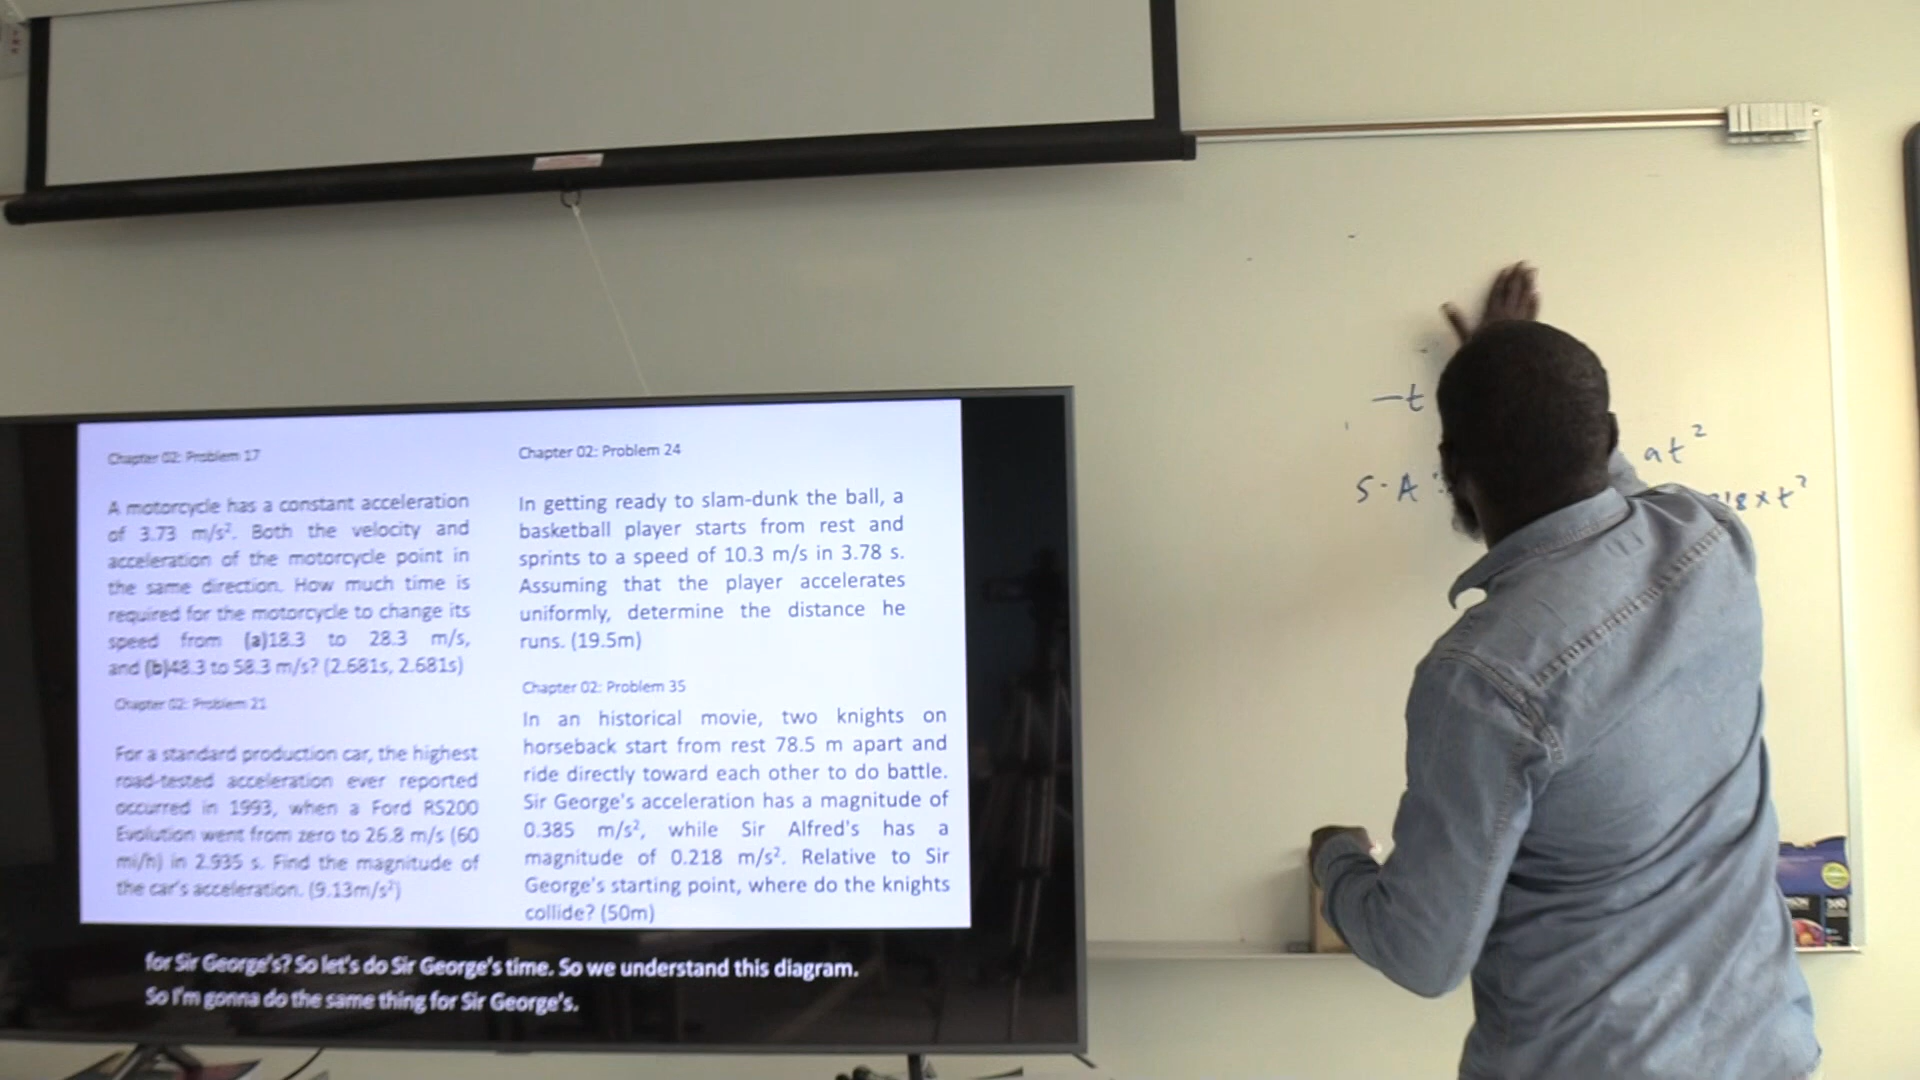 Chapter 02: Problem 17
A motorcycle has a constant acceleration
of 3.73 m/s². Both the velocity and
acceleration of the motorcycle point in
the same direction. How much time is
required for the motorcycle to change its
speed from (a)18.3 to 28.3 m/s,
and (b)48.3 to 58.3 m/s? (2.681s, 2.681s)
Chapter 02: Problem 21
For a standard production car, the highest
road-tested acceleration ever reported
occurred in 1993, when a Ford RS200
Evolution went from zero to 26.8 m/s (60
mi/h) in 2.935 s. Find the magnitude of
the car's acceleration. (9.13m/s²)
Chapter 02: Problem 24
In getting ready to slam-dunk the ball, a
basketball player starts from rest and
sprints to a speed of 10.3 m/s in 3.78 s.
Assuming that the player accelerates
uniformly, determine the distance he
runs. (19.5m)
Chapter 02: Problem 35
In an historical movie, two knights on
horseback start from rest 78.5 m apart and
ride directly toward each other to do battle.
Sir George's acceleration has a magnitude of
0.385 m/s², while Sir Alfred's has a
magnitude of 0.218 m/s². Relative to Sir
George's starting point, where do the knights
collide? (50m)
for Sir George's? So let's do Sir George's time. So we understand this diagram.
So I'm gonna do the same thing for Sir George's.
—t
at²
S·A
18 x t²